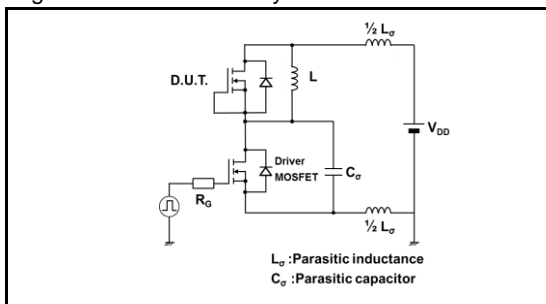 ½ Lσ
D.U.T.
L
VDD
Driver
MOSFET
Cσ
RG
½ Lσ
Lσ :Parasitic inductance
Cσ :Parasitic capacitor